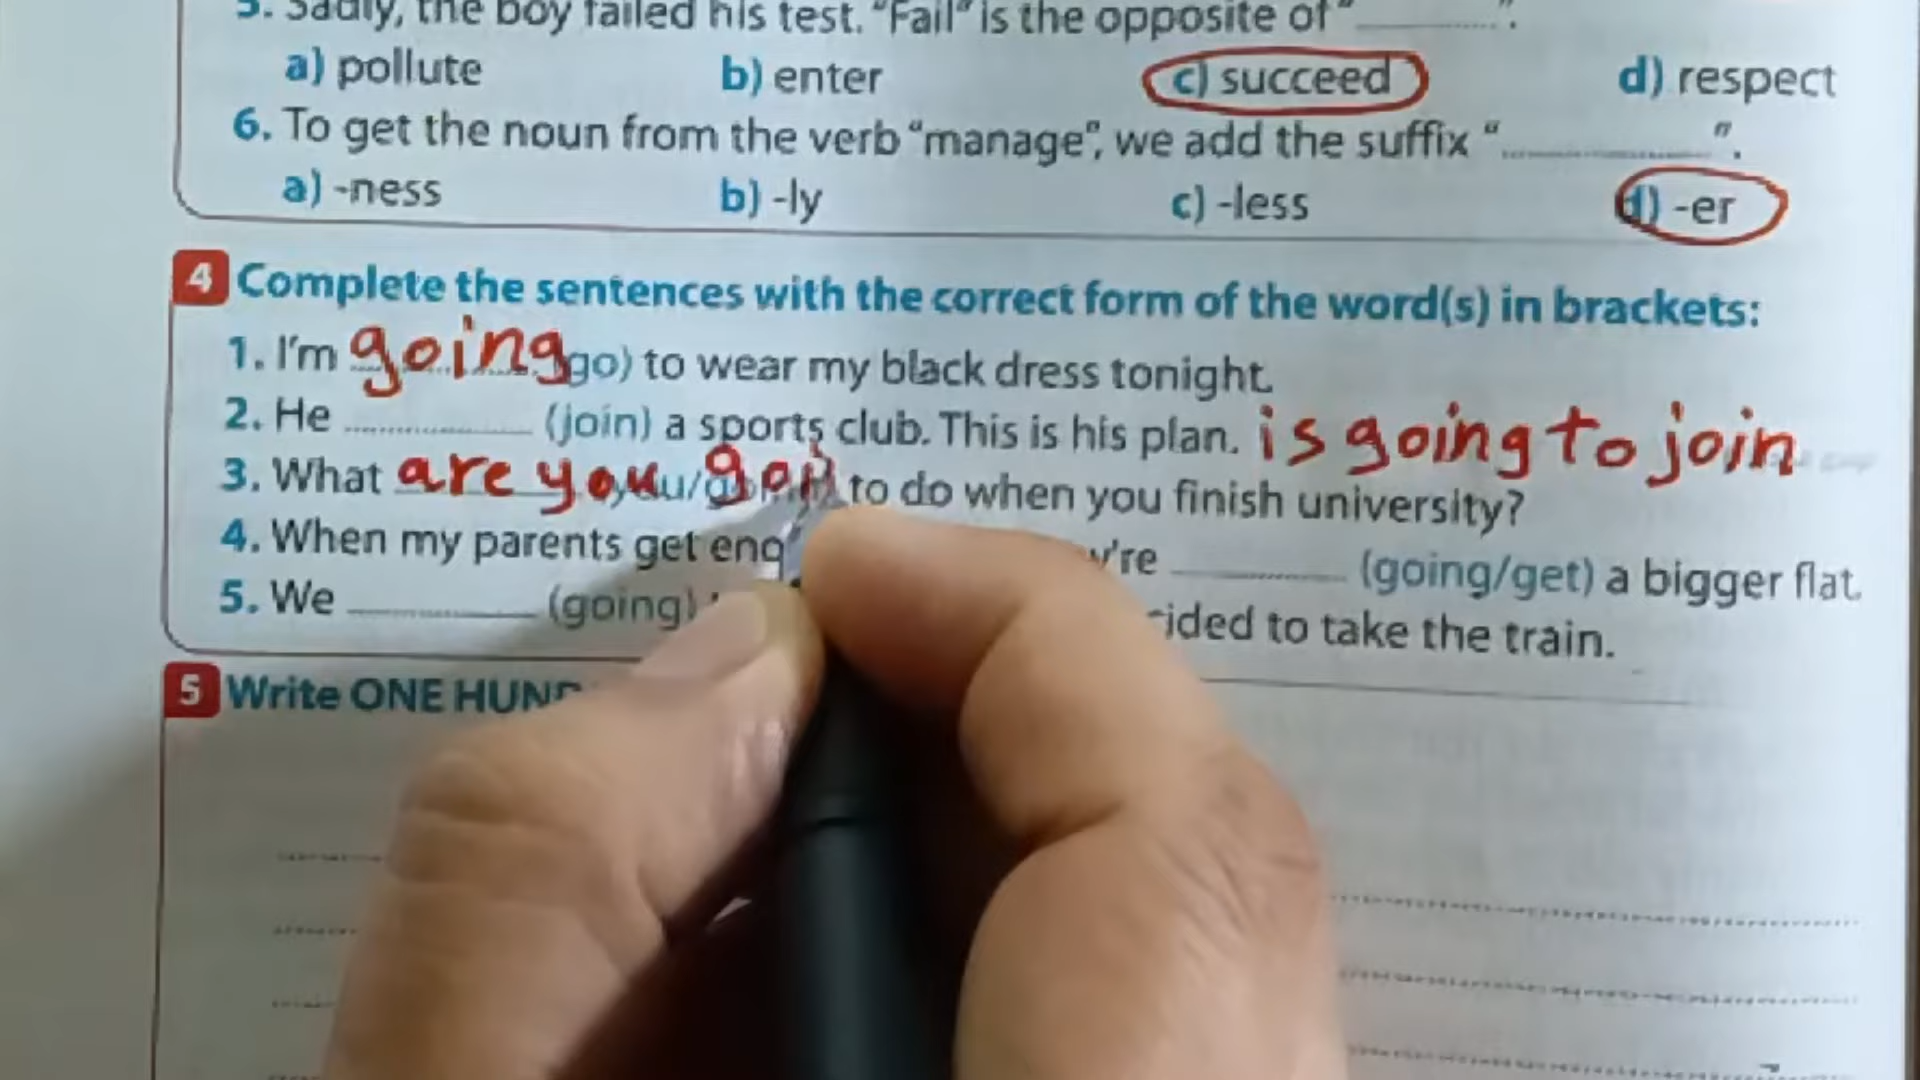 5. Sadly, the boy failed his test. "Fail" is the opposite of " ".
a) pollute b) enter c) succeed d) respect
6. To get the noun from the verb "manage", we add the suffix " ".
a) -ness b) -ly c) -less d) -er
4 Complete the sentences with the correct form of the word(s) in brackets:
1. I'm going go) to wear my black dress tonight.
2. He (join) a sports club. This is his plan. is going to join
3. What are you goi to do when you finish university?
4. When my parents get (going/get) a bigger flat.
5. We (going) to take the train.
5 Write ONE